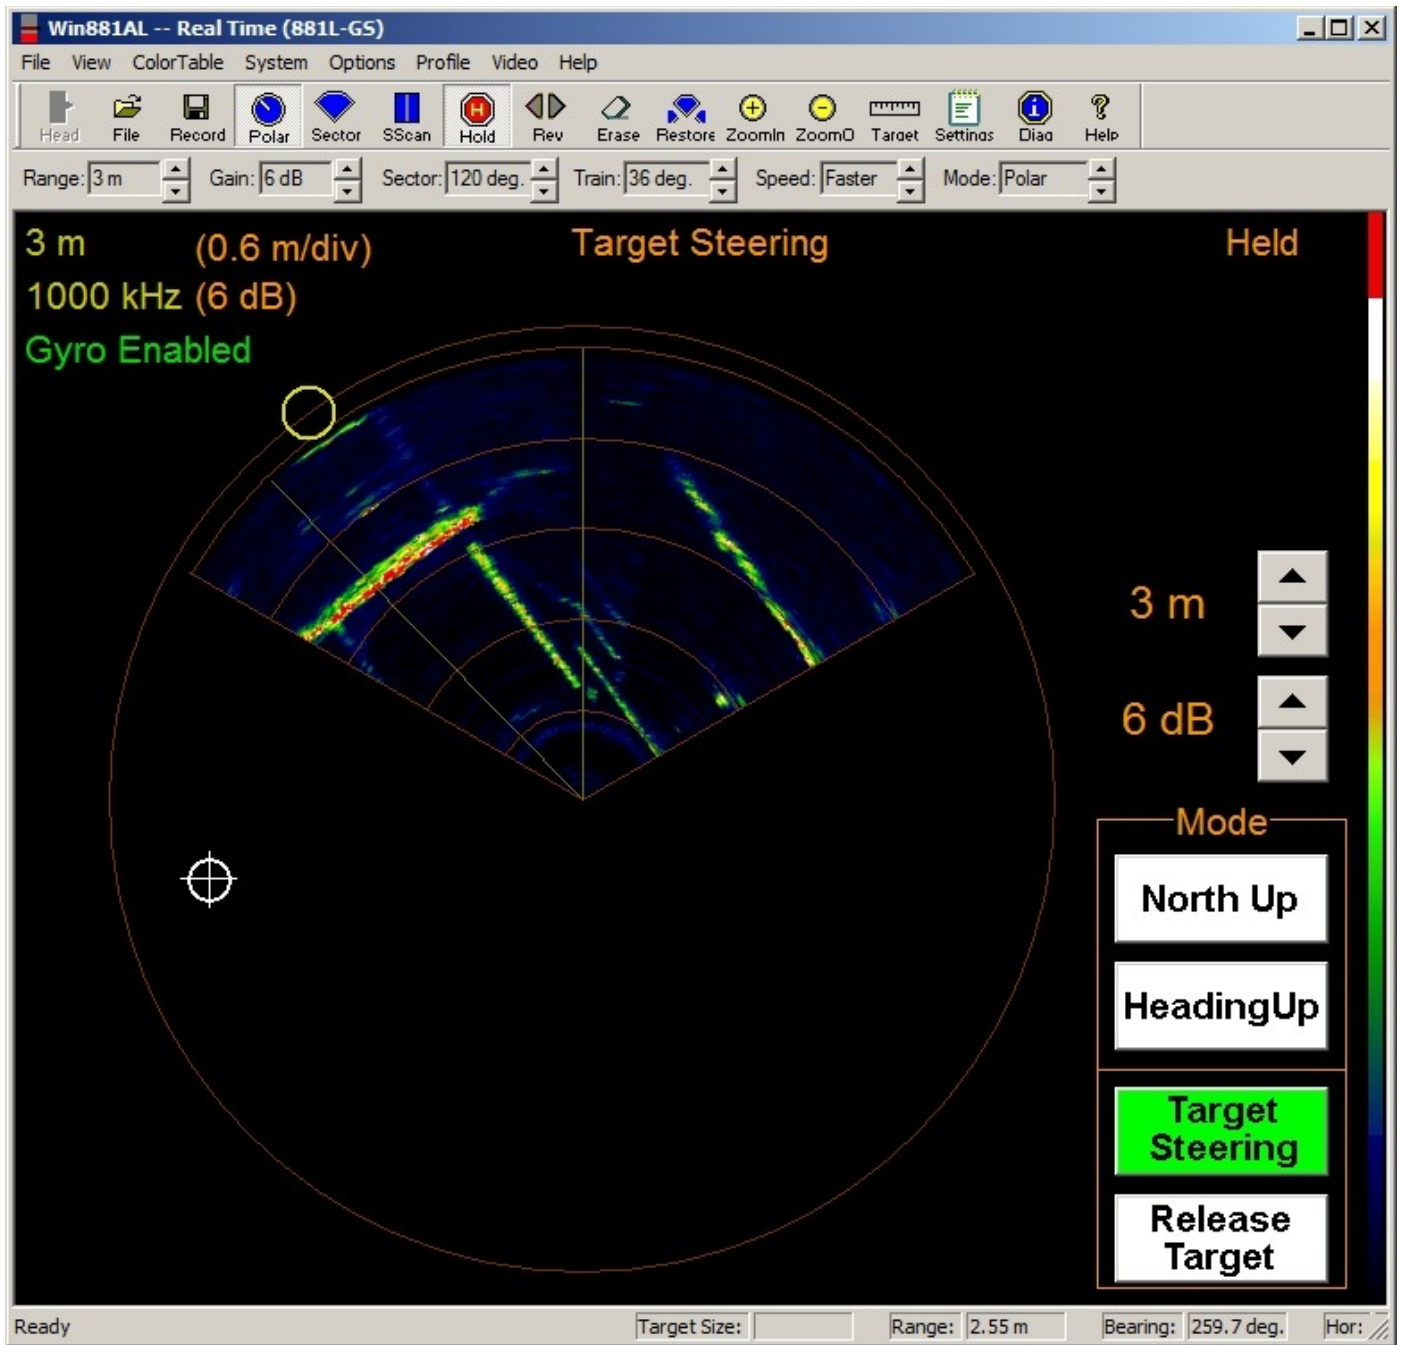 Win881AL -- Real Time (881L-GS)
File View ColorTable System Options Profile Video Help
Head File Record Polar Sector SScan Hold Rev Erase Restore ZoomIn ZoomO Target Settings Diag Help
Range: 3 m Gain: 6 dB Sector: 120 deg. Train: 36 deg. Speed: Faster Mode: Polar
3 m (0.6 m/div) Target Steering Held
1000 kHz (6 dB)
Gyro Enabled
3 m
6 dB
Mode
North Up
HeadingUp
Target
Steering
Release
Target
Ready Target Size: Range: 2.55 m Bearing: 259.7 deg. Hor: